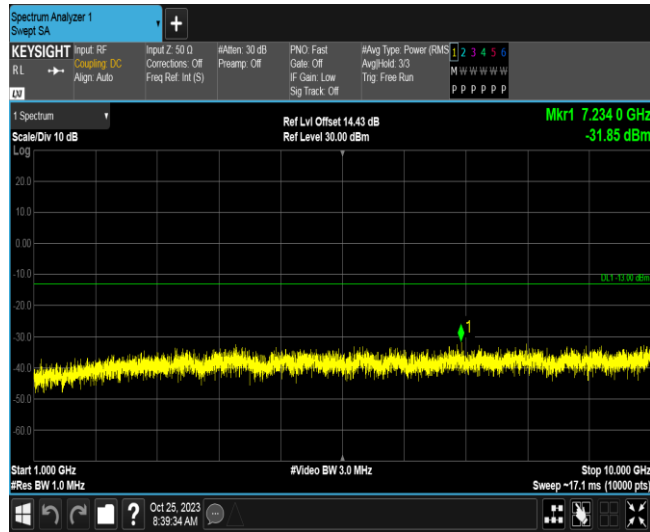 Spectrum Analyzer 1
Swept SA
+
KEYSIGHT
RL
LXI
Input: RF
Coupling: DC
Align: Auto
Input Z: 50 Ω
Corrections: Off
Freq Ref: Int (S)
#Atten: 30 dB
Preamp: Off
PNO: Fast
Gate: Off
IF Gain: Low
Sig Track: Off
#Avg Type: Power (RMS
Avg|Hold: 3/3
Trig: Free Run
1 2 3 4 5 6
M W W W W W
P P P P P P
1 Spectrum
Scale/Div 10 dB
Ref Lvl Offset 14.43 dB
Ref Level 30.00 dBm
Mkr1 7.234 0 GHz
-31.85 dBm
Log
20.0
10.0
0.00
-10.0
DL1 -13.00 dBm
-20.0
-30.0
1
-40.0
-50.0
-60.0
Start 1.000 GHz
#Res BW 1.0 MHz
#Video BW 3.0 MHz
Stop 10.000 GHz
Sweep ~17.1 ms (10000 pts)
?
Oct 25, 2023
8:39:34 AM